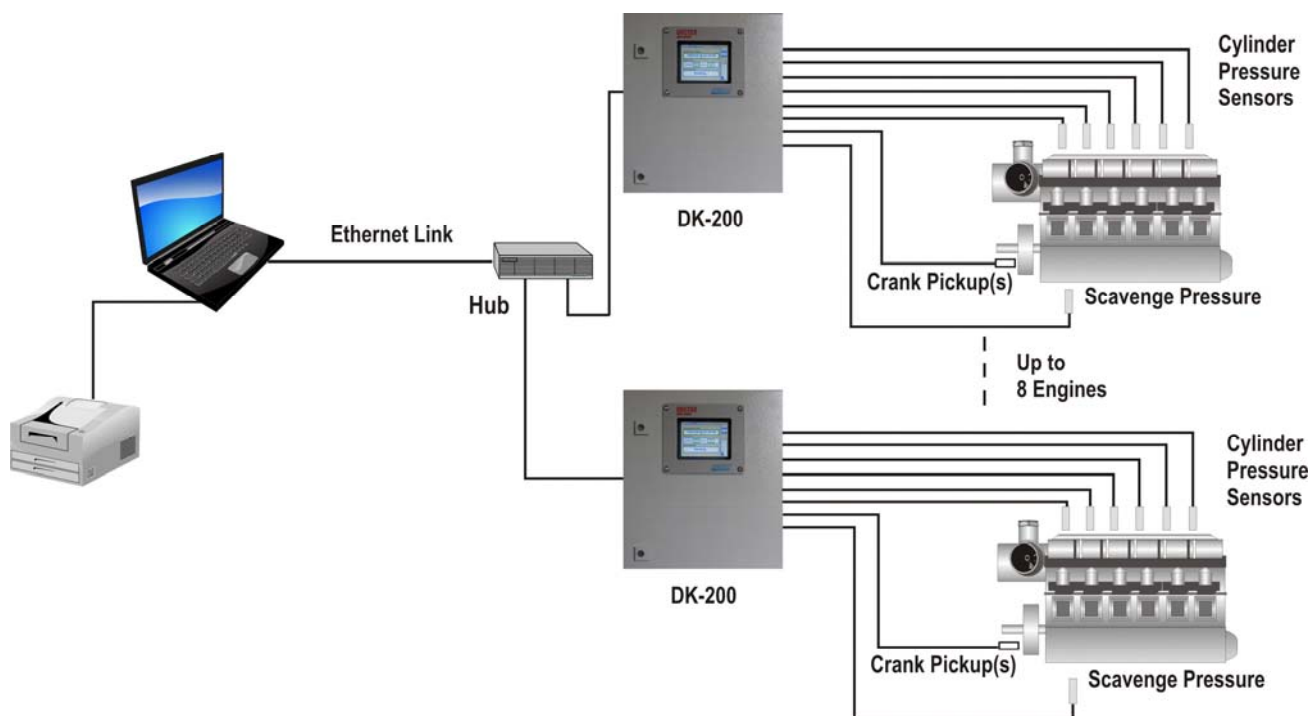 Cylinder
Pressure
Sensors
DK-200
Ethernet Link
Hub
Crank Pickup(s)
Scavenge Pressure
Up to
8 Engines
Cylinder
Pressure
Sensors
DK-200
Crank Pickup(s)
Scavenge Pressure